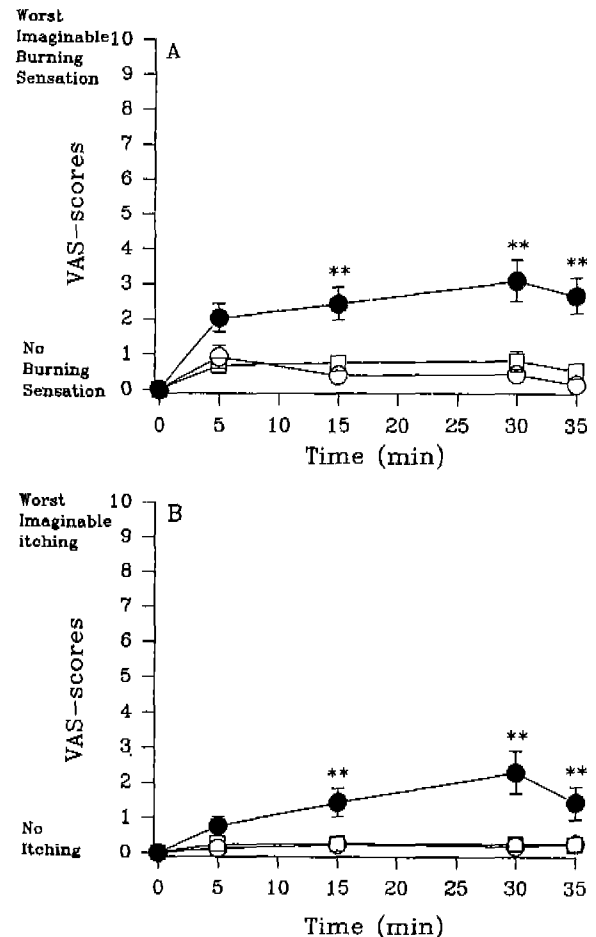 Worst
Imaginable 10
Burning
Sensation
A
9
8
7
6
5
4
3
2
1
0
VAS-scores
**
**
**
No
Burning
Sensation
0 5 10 15 20 25 30 35
Time (min)
Worst
Imaginable
itching
B
10
9
8
7
6
5
4
3
2
1
0
VAS-scores
**
**
**
No
Itching
0 5 10 15 20 25 30 35
Time (min)